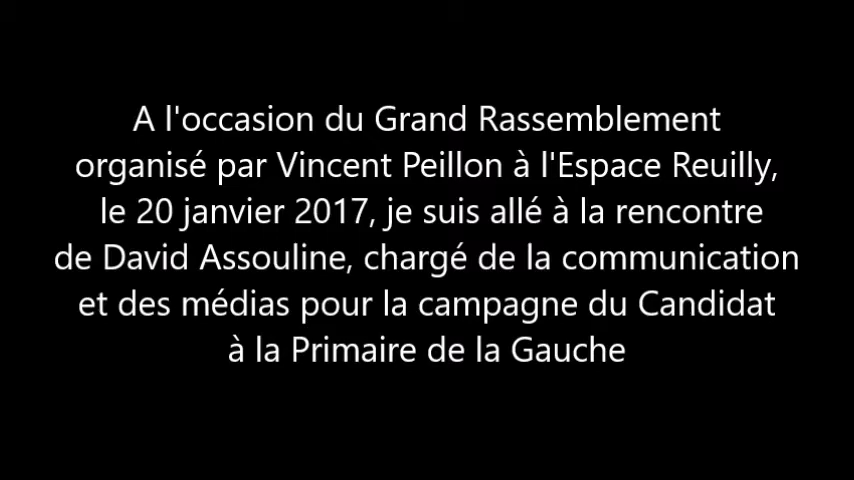 A l'occasion du Grand Rassemblement
organisé par Vincent Peillon à l'Espace Reuilly,
le 20 janvier 2017, je suis allé à la rencontre
de David Assouline, chargé de la communication
et des médias pour la campagne du Candidat
à la Primaire de la Gauche